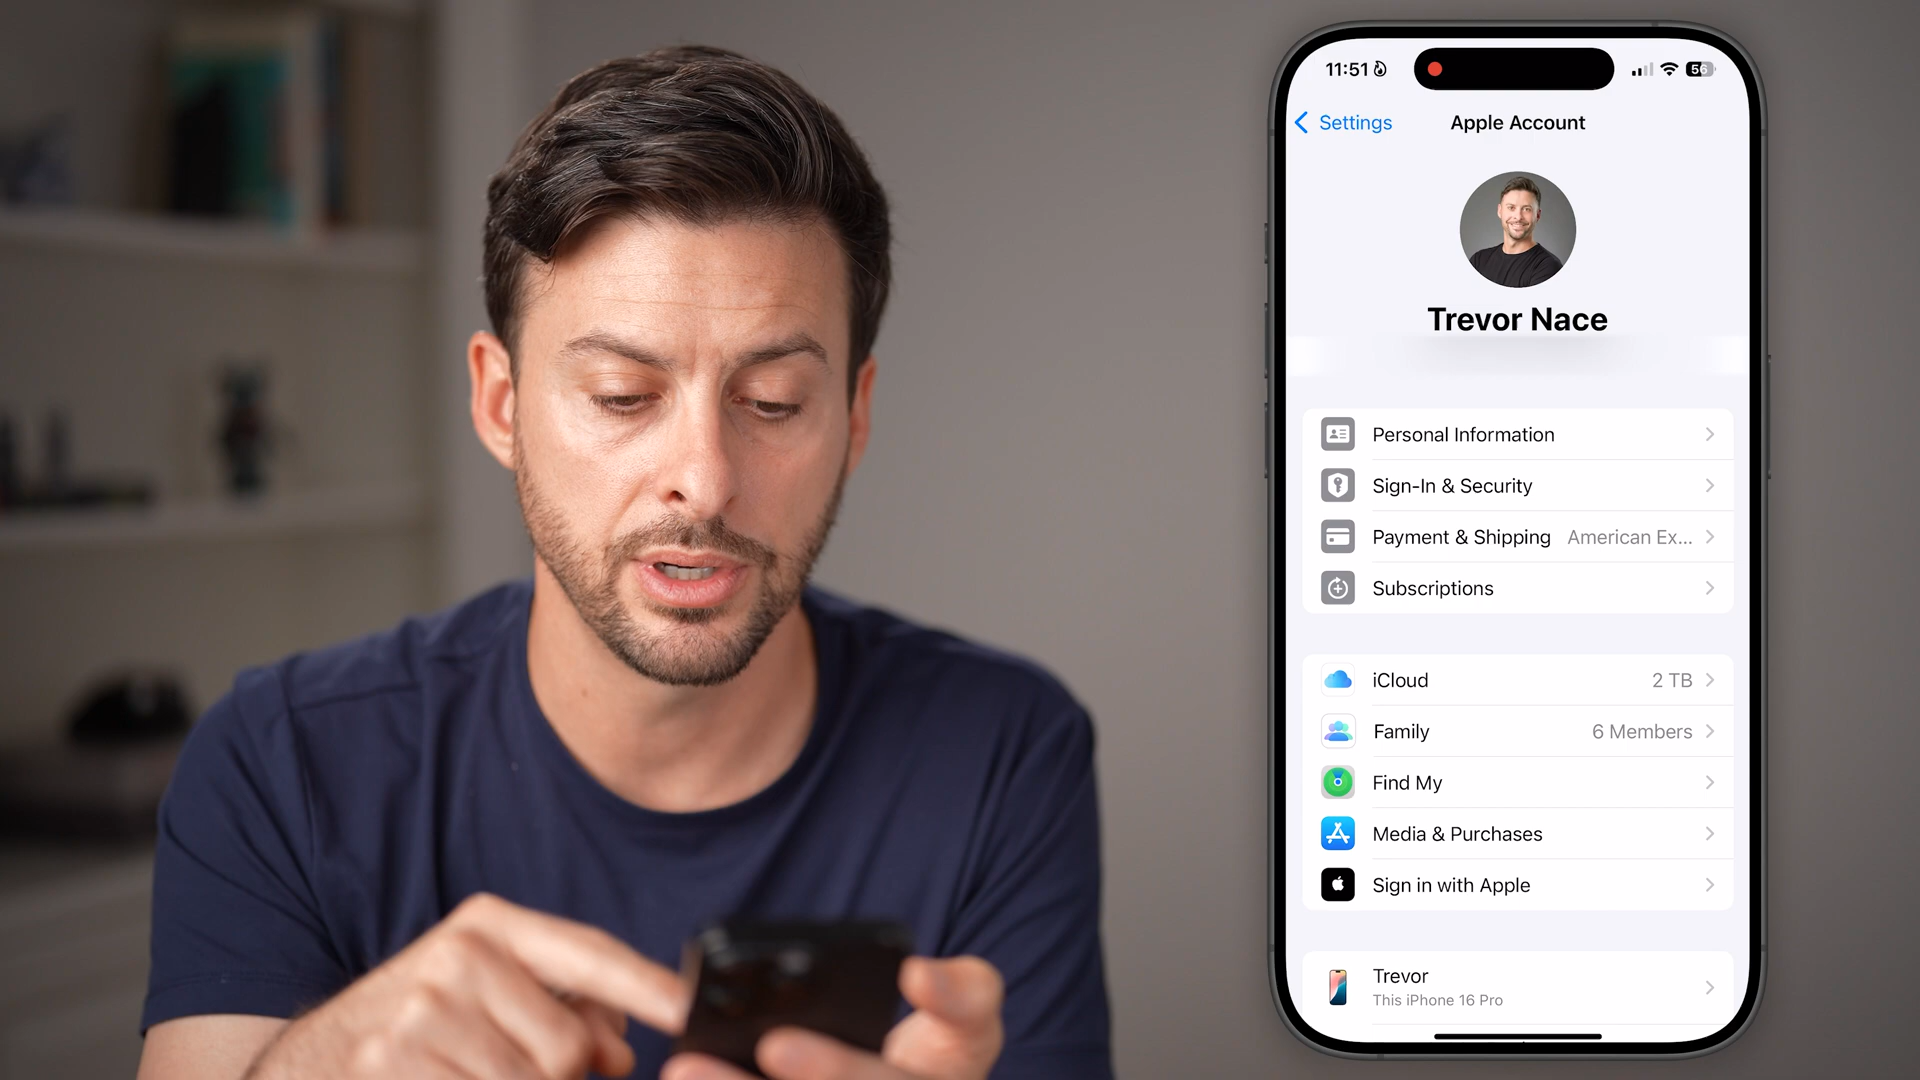 11:51
56
Settings
Apple Account
Trevor Nace
Personal Information
Sign-In & Security
Payment & Shipping American Ex...
Subscriptions
iCloud 2 TB
Family 6 Members
Find My
Media & Purchases
Sign in with Apple
Trevor
This iPhone 16 Pro